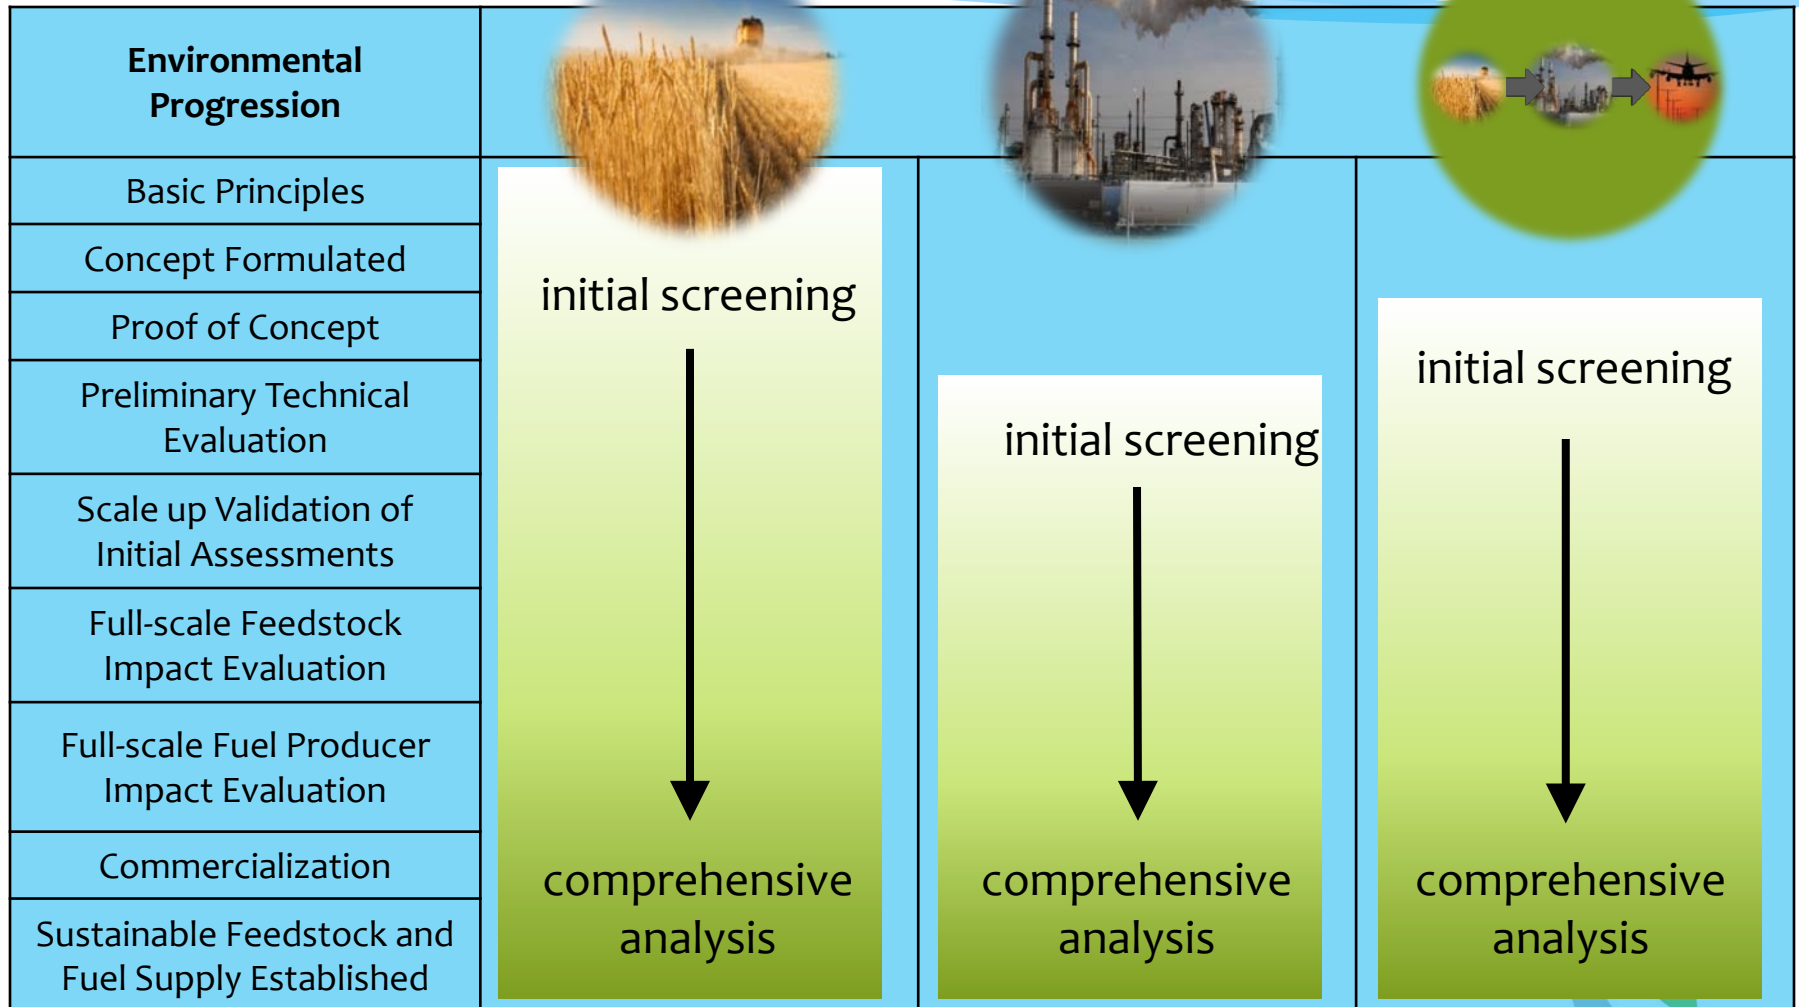 Environmental
Progression
Basic Principles
Concept Formulated
Proof of Concept
Preliminary Technical
Evaluation
Scale up Validation of
Initial Assessments
Full-scale Feedstock
Impact Evaluation
Full-scale Fuel Producer
Impact Evaluation
Commercialization
Sustainable Feedstock and
Fuel Supply Established
initial screening
comprehensive
analysis
initial screening
comprehensive
analysis
initial screening
comprehensive
analysis